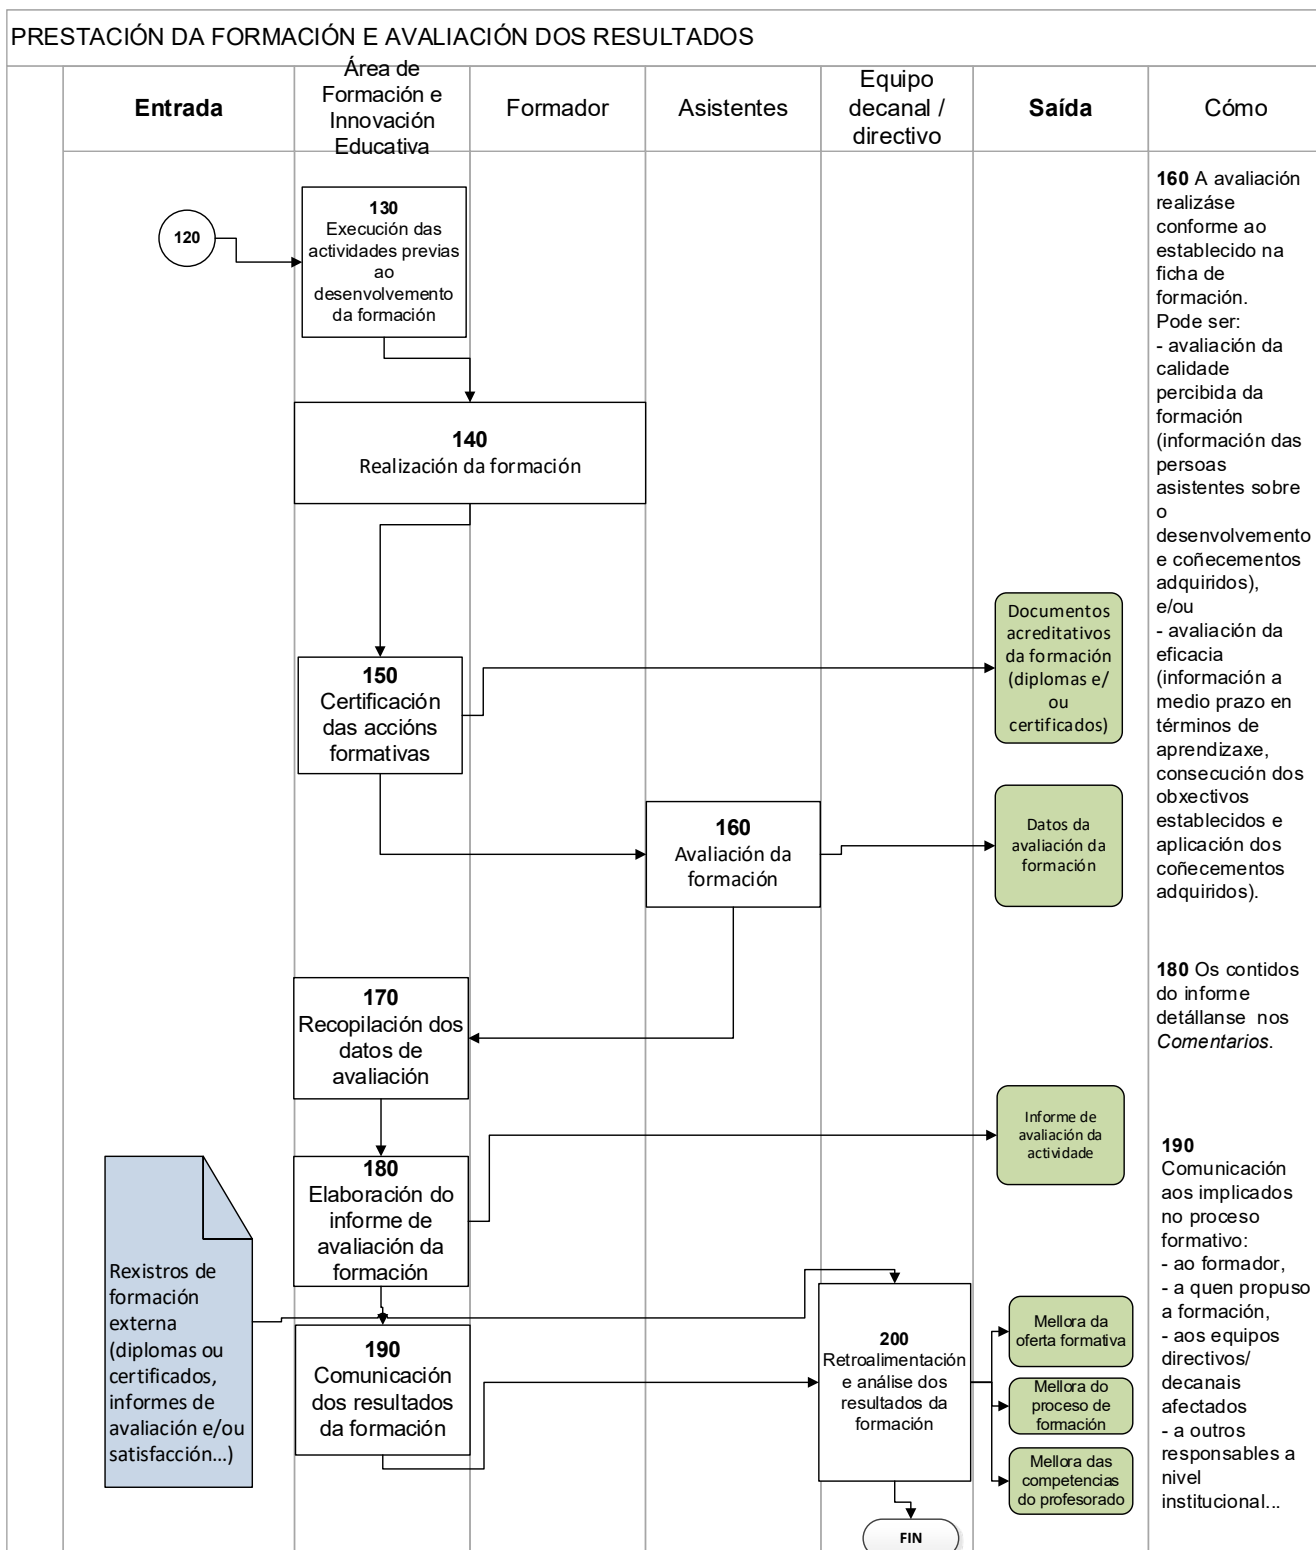 PRESTACIÓN DA FORMACIÓN E AVALIACIÓN DOS RESULTADOS
Entrada
Área de
Formación e
Innovación
Educativa
Formador
Asistentes
Equipo
decanal /
directivo
Saída
Cómo
120
130
Execución das
actividades previas
ao
desenvolvemento
da formación
140
Realización da formación
150
Certificación
das accións
formativas
Documentos
acreditativos
da formación
(diplomas e/
ou
certificados)
160
Avaliación da
formación
Datos da
avaliación da
formación
170
Recopilación dos
datos de
avaliación
180
Elaboración do
informe de
avaliación da
formación
Informe de
avaliación da
actividade
Rexistros de
formación
externa
(diplomas ou
certificados,
informes de
avaliación e/ou
satisfacción...)
190
Comunicación
dos resultados
da formación
200
Retroalimentación
e análise dos
resultados da
formación
Mellora da
oferta formativa
Mellora do
proceso de
formación
Mellora das
competencias
do profesorado
FIN
160 A avaliación
realizáse
conforme ao
establecido na
ficha de
formación.
Pode ser:
- avaliación da
calidade
percibida da
formación
(información das
persoas
asistentes sobre
o
desenvolvemento
e coñecementos
adquiridos),
e/ou
- avaliación da
eficacia
(información a
medio prazo en
términos de
aprendizaxe,
consecución dos
obxectivos
establecidos e
aplicación dos
coñecementos
adquiridos).
180 Os contidos
do informe
detállanse nos
Comentarios.
190
Comunicación
aos implicados
no proceso
formativo:
- ao formador,
- a quen propuso
a formación,
- aos equipos
directivos/
decanais
afectados
- a outros
responsables a
nivel
institucional...